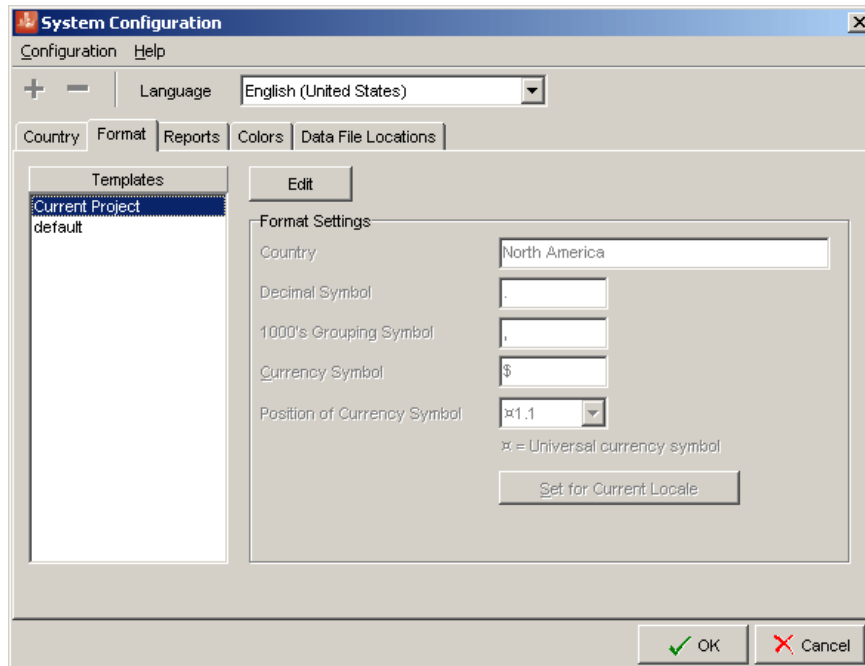 System Configuration
Configuration Help
Language English (United States)
Country Format Reports Colors Data File Locations
Templates
Current Project
default
Edit
Format Settings
Country North America
Decimal Symbol .
1000's Grouping Symbol ,
Currency Symbol $
Position of Currency Symbol ¤1.1
¤ = Universal currency symbol
Set for Current Locale
OK Cancel